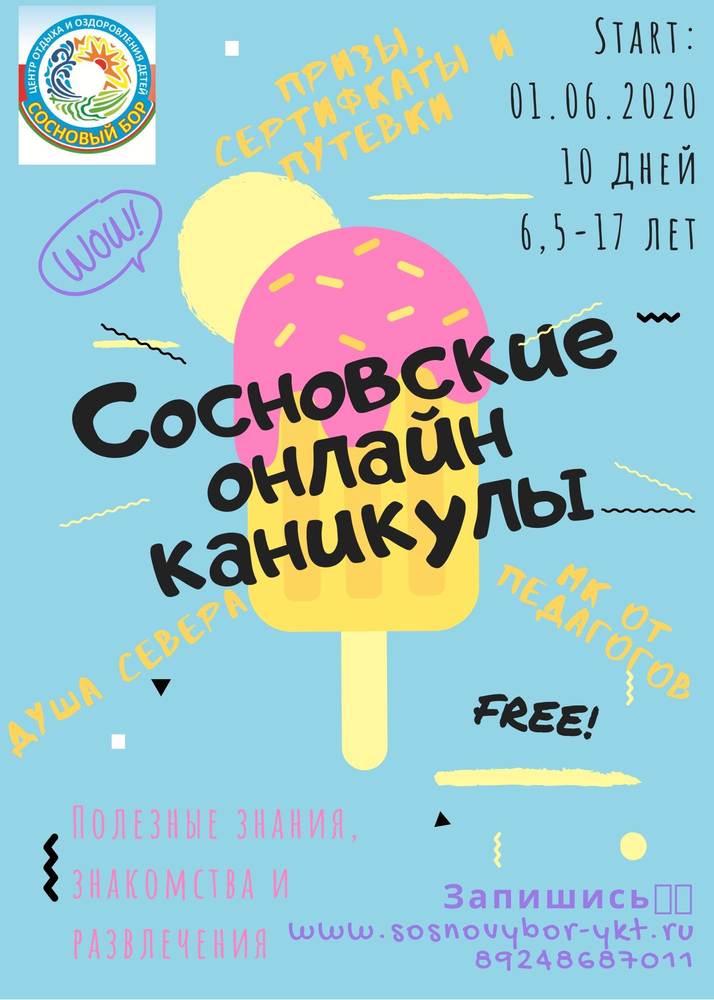 ЦЕНТР ОТДЫХА И ОЗДОРОВЛЕНИЯ ДЕТЕЙ
СОСНОВЫЙ БОР
ПРИЗЫ,
СЕРТИФКАТЫ И
ПУТЕВКИ
START:
01.06.2020
10 ДНЕЙ
6,5-17 ЛЕТ
WOW!
Сосновские
онлайн
каникулы
ДУША СЕВЕРА
МК ОТ
ПЕДАГОГОВ
FREE!
Полезные знания,
знакомства и
развлечения
Запишись
www.sosnovybor-ykt.ru
89248687011